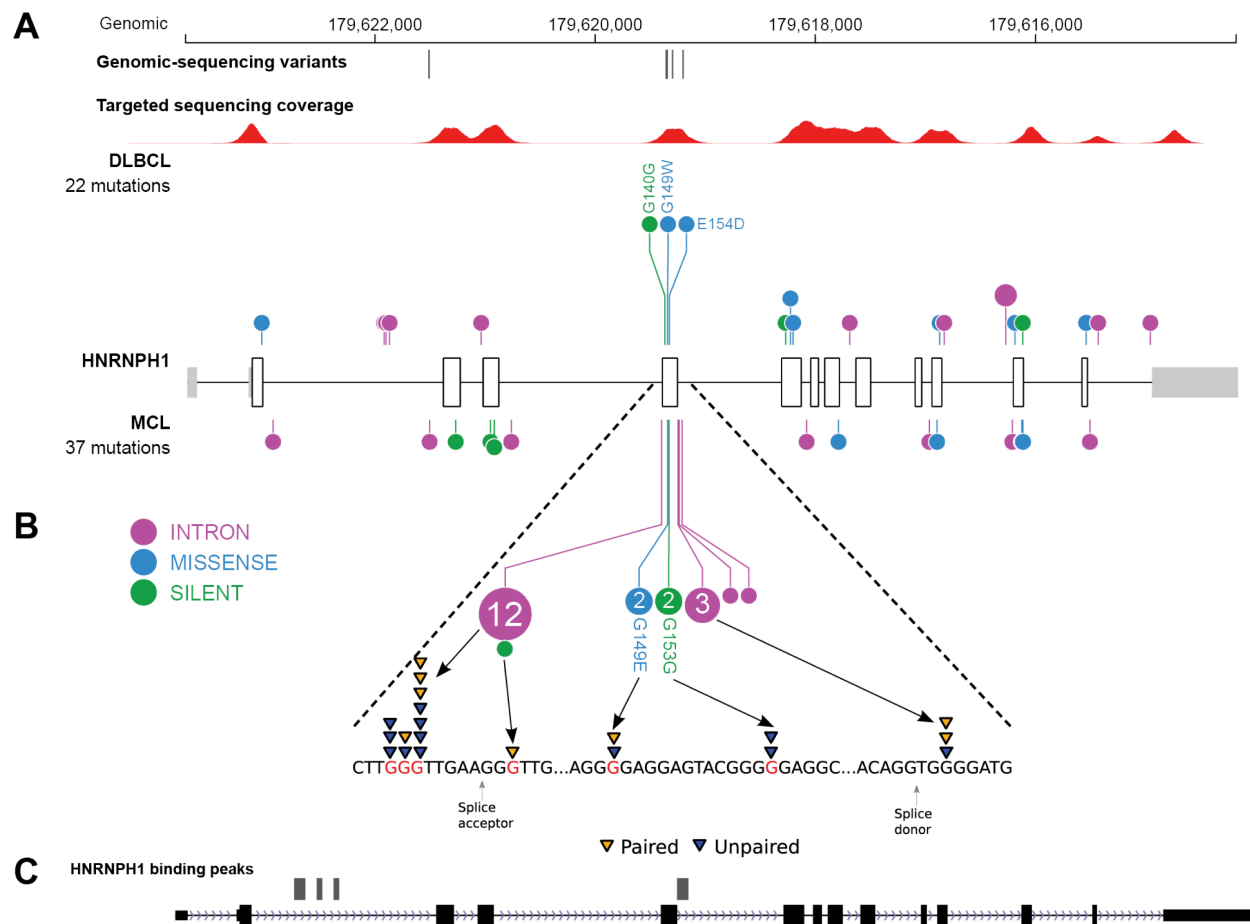 A
Genomic
179,622,000
179,620,000
179,618,000
179,616,000
Genomic-sequencing variants
Targeted sequencing coverage
DLBCL
22 mutations
G140G
G149W
E154D
HNRNPH1
MCL
37 mutations
B
INTRON
MISSENSE
SILENT
12
2
2
3
G149E
G153G
CTTGGGTTGAAGGGTTG...AGGGGAGGAGTACGGGGGAGGC...ACAGGTGGGGATG
Splice
acceptor
Splice
donor
Paired
Unpaired
C
HNRNPH1 binding peaks